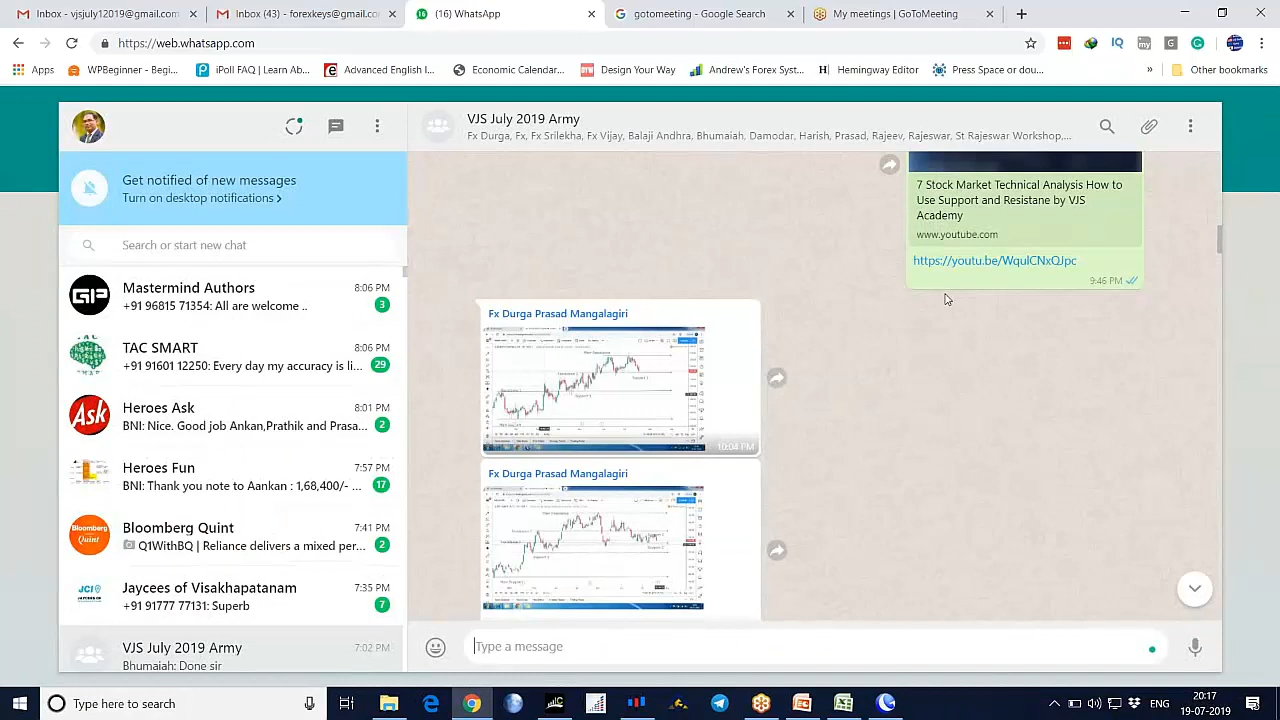 Inbox - vjsjuly12019@gmail.com
Inbox (43) - forexkeys@gmail.co
(16) WhatsApp
gotomeeting - Google Search
My meetings | GoToMeeting
https://web.whatsapp.com
Apps
WPBeginner - Begi...
iPoll FAQ | Learn Ab...
Advanced English I...
Economic Calendar...
Design Your Way
Andrew's Forex Syst...
Hemingway Editor
Press Space or dou...
Other bookmarks
VJS July 2019 Army
Fx Durga, Fx, Fx Srilekha, Fx Vijay, Balaji Andhra, Bhumaiah, Damodar, Harish, Prasad, Rajeev, Rajeswar, St Rajeswar Workshop,...
Get notified of new messages
Turn on desktop notifications >
Search or start new chat
Mastermind Authors
8:06 PM
+91 96815 71354: All are welcome ..
3
TAC SMART
8:06 PM
+91 91601 12250: Every day my accuracy is li...
29
Heroes Ask
8:01 PM
BNI: Nice. Good job Ankan,Prathik and Prasa...
2
Heroes Fun
7:57 PM
BNI: Thank you note to Aankan : 1,68,400/- ...
17
Bloomberg Quint
7:41 PM
Q1WithBQ | Reliance delivers a mixed per...
2
Jaycees of Visakhapatanam
7:35 PM
+91 91777 77131: Superb
7
VJS July 2019 Army
7:02 PM
Bhumaiah: Done sir
7 Stock Market Technical Analysis How to
Use Support and Resistane by VJS
Academy
www.youtube.com
https://youtu.be/WqulCNxQJpc
9:46 PM
Fx Durga Prasad Mangalagiri
10:04 PM
Fx Durga Prasad Mangalagiri
Type a message
Type here to search
ENG
20:17
19-07-2019